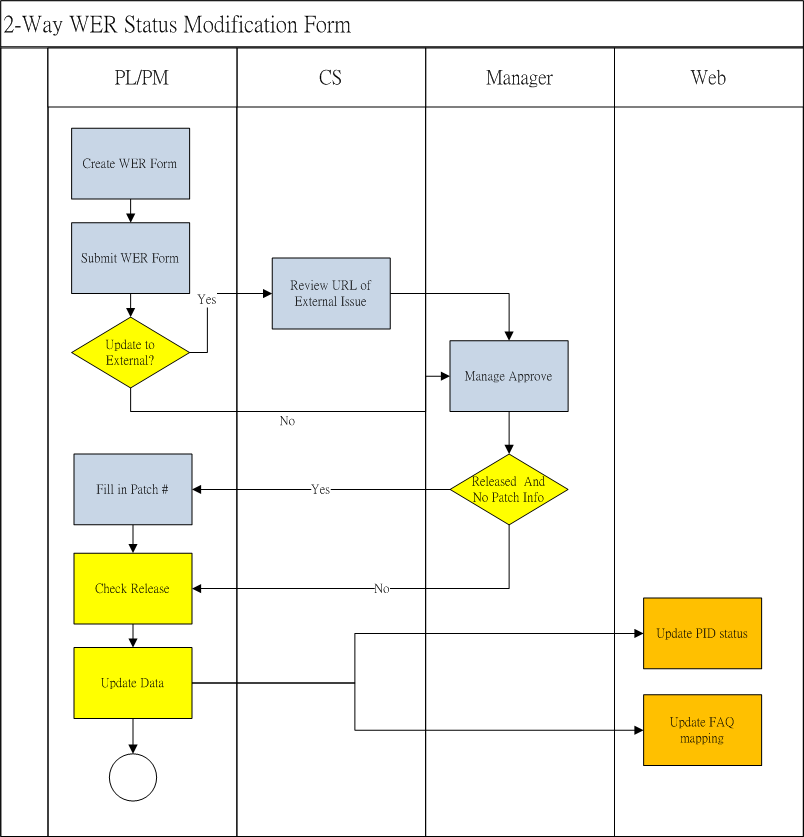 2-Way WER Status Modification Form
PL/PM
CS
Manager
Web
Create WER Form
Submit WER Form
Yes
Review URL of
External Issue
Update to
External?
Manage Approve
No
Fill in Patch #
Yes
Released And
No Patch Info
Check Release
No
Update PID status
Update Data
Update FAQ
mapping